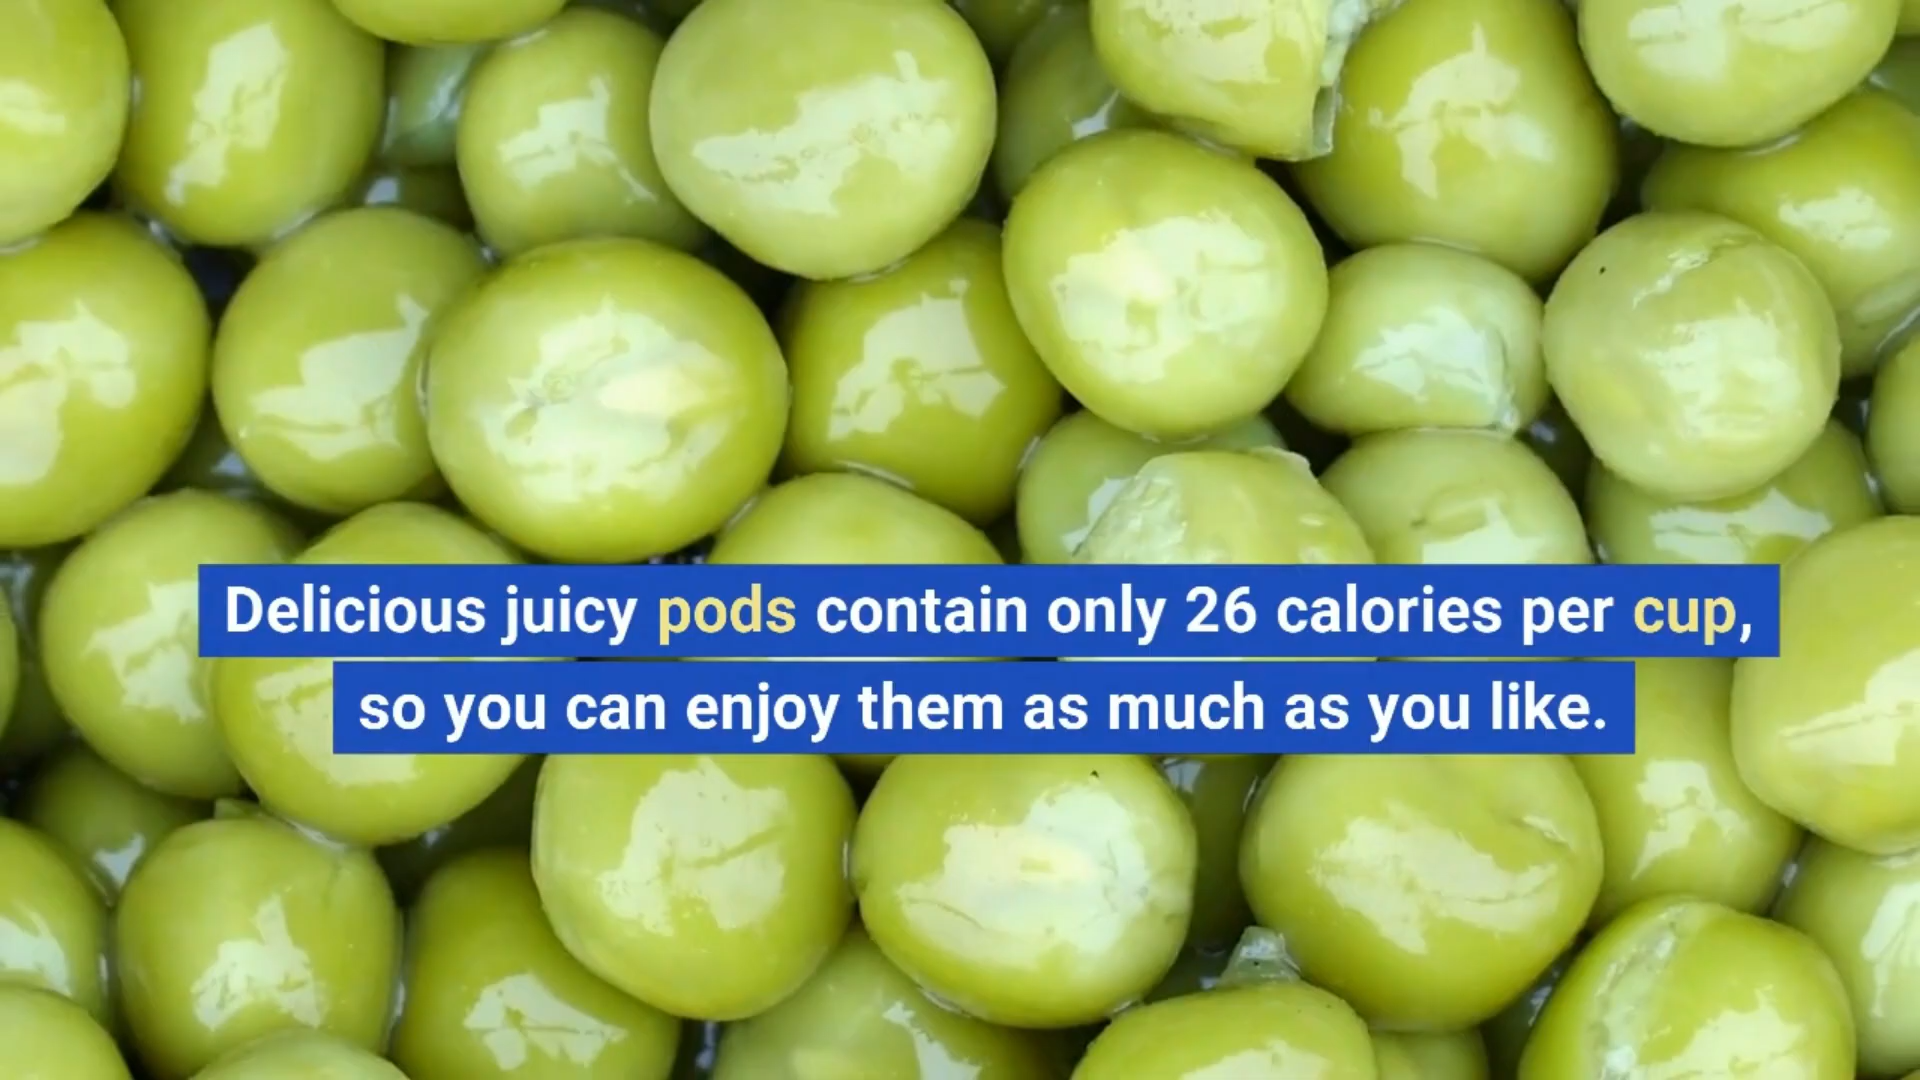 Delicious juicy pods contain only 26 calories per cup,
so you can enjoy them as much as you like.